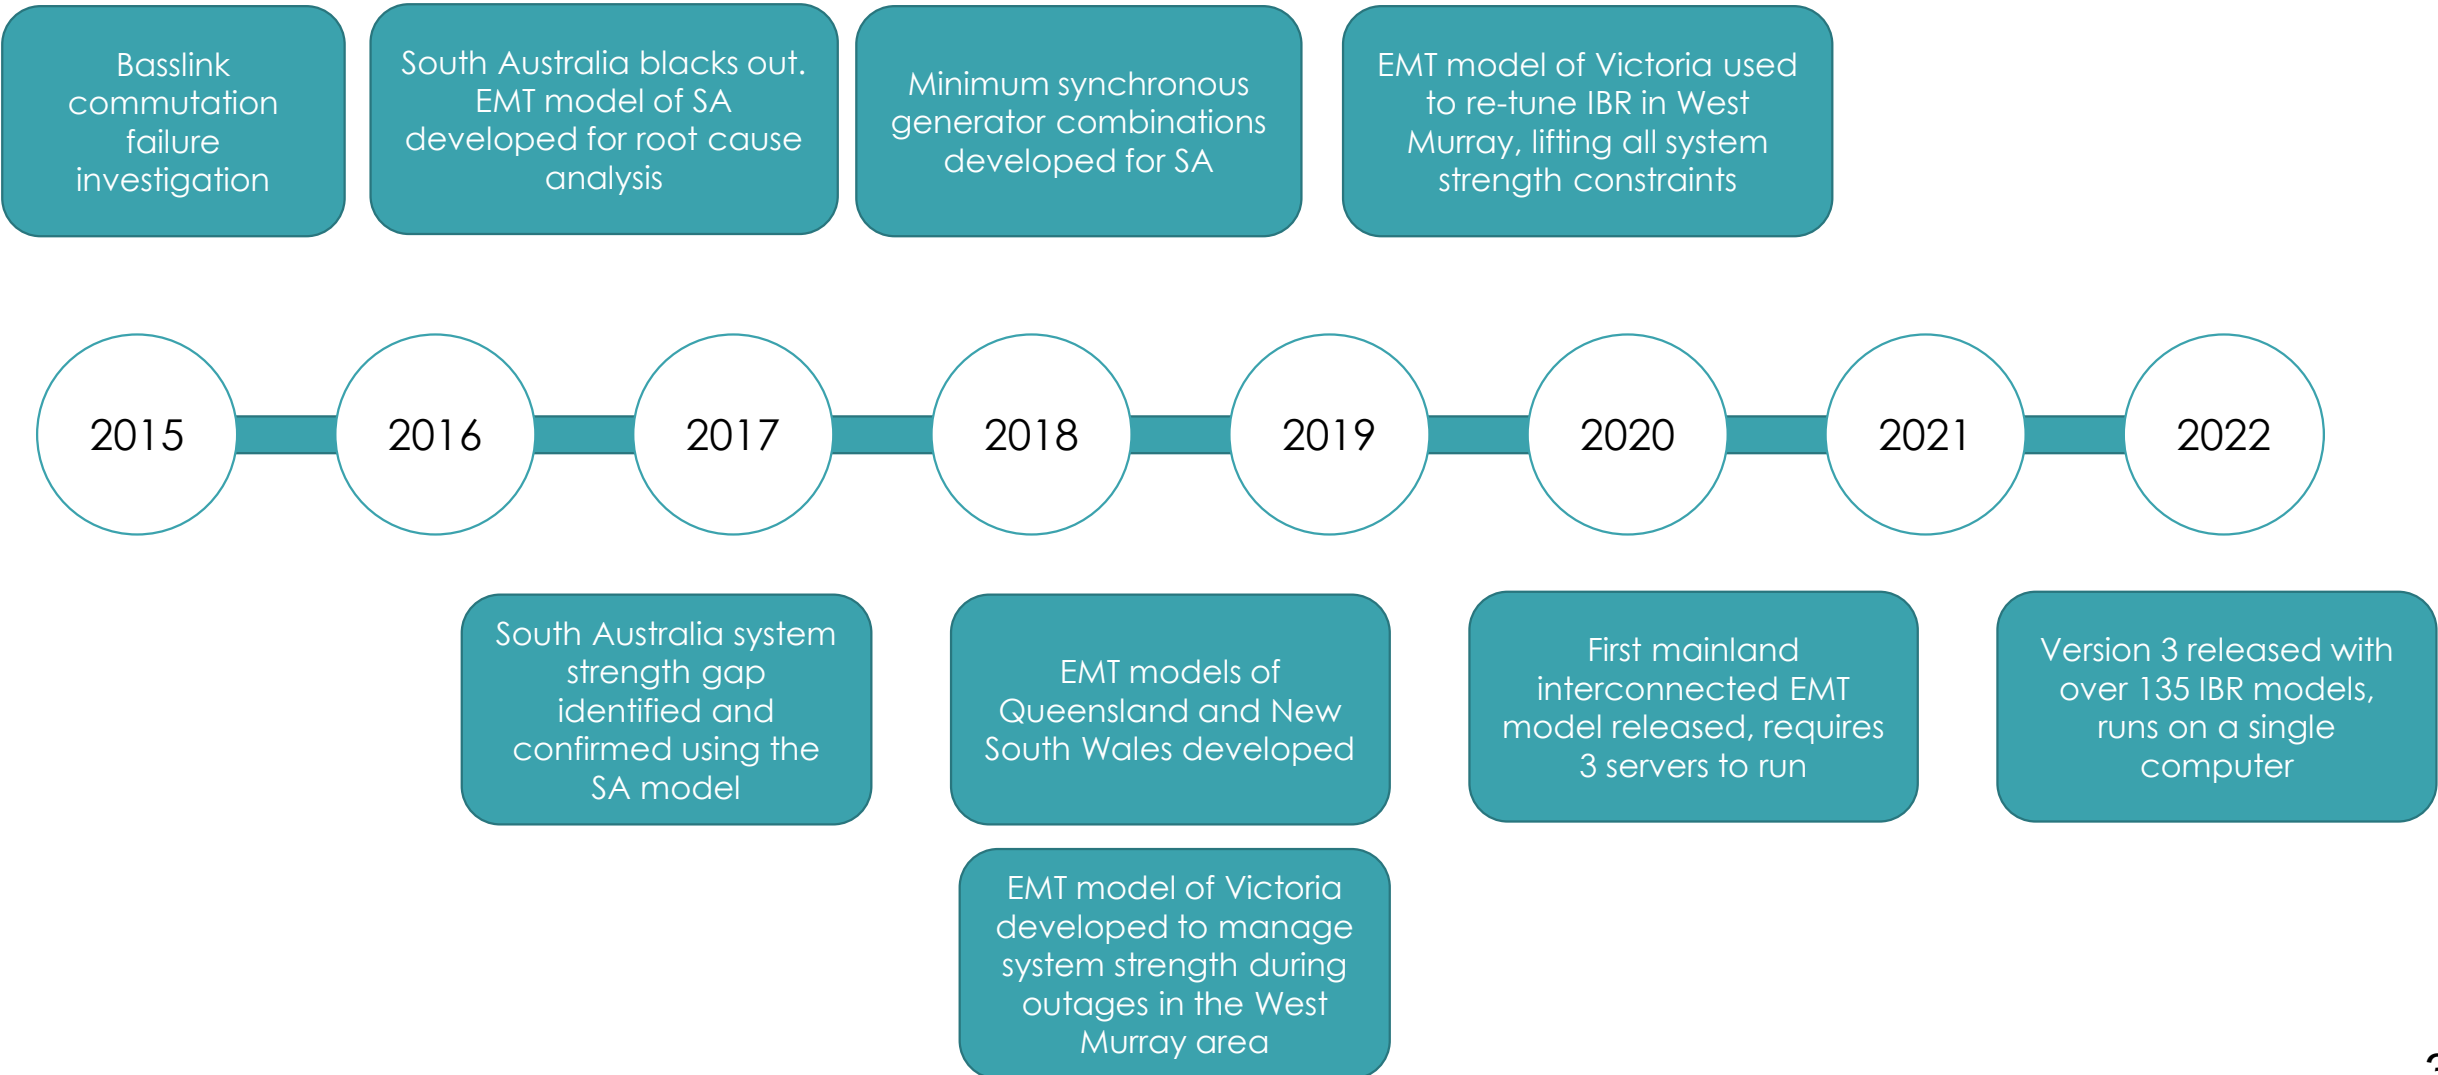 Basslink
commutation
failure
investigation
South Australia blacks out.
EMT model of SA
developed for root cause
analysis
Minimum synchronous
generator combinations
developed for SA
EMT model of Victoria used
to re-tune IBR in West
Murray, lifting all system
strength constraints
2015
2016
2017
2018
2019
2020
2021
2022
South Australia system
strength gap
identified and
confirmed using the
SA model
EMT models of
Queensland and New
South Wales developed
First mainland
interconnected EMT
model released, requires
3 servers to run
Version 3 released with
over 135 IBR models,
runs on a single
computer
EMT model of Victoria
developed to manage
system strength during
outages in the West
Murray area